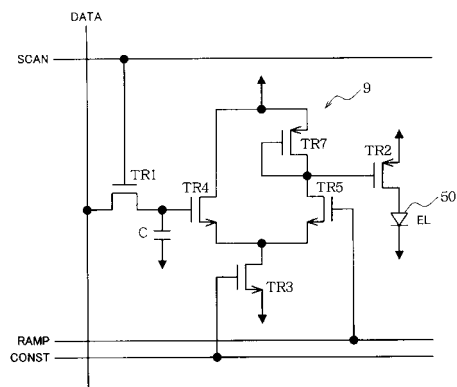 DATA
SCAN
9
TR7
TR2
TR1
TR4
TR5
50
EL
C
TR3
RAMP
CONST